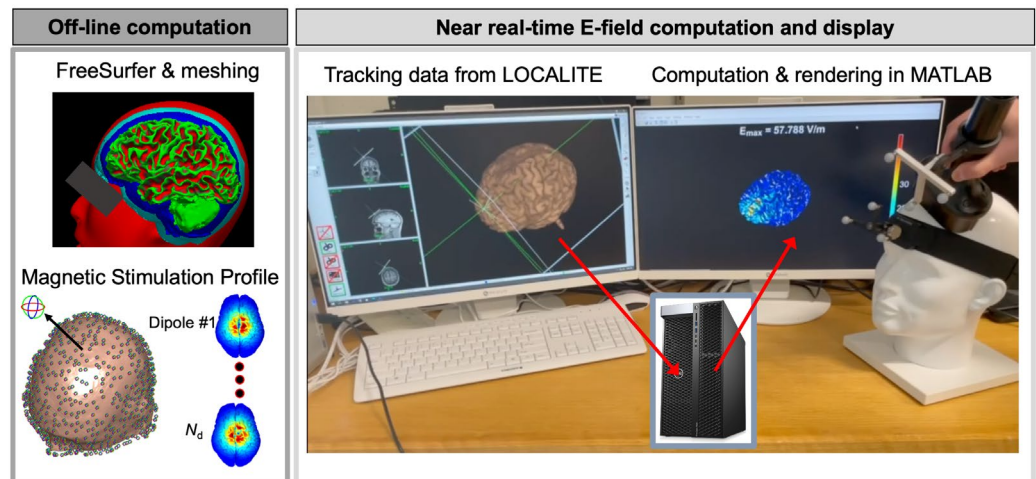 Off-line computation
FreeSurfer & meshing
Magnetic Stimulation Profile
Dipole #1
Nd
Near real-time E-field computation and display
Tracking data from LOCALITE
Computation & rendering in MATLAB
Emax = 57.788 V/m
30